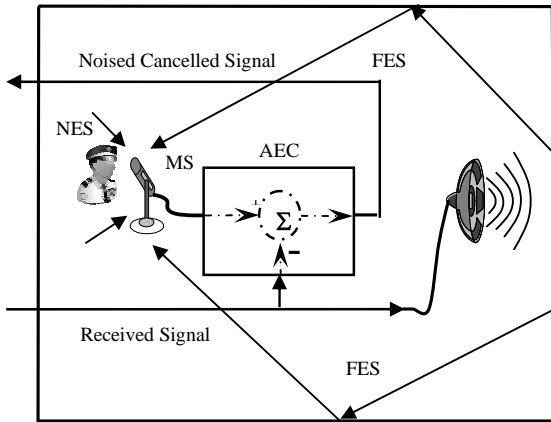 Noised Cancelled Signal
FES
NES
MS
AEC
+
Σ
-
Received Signal
FES